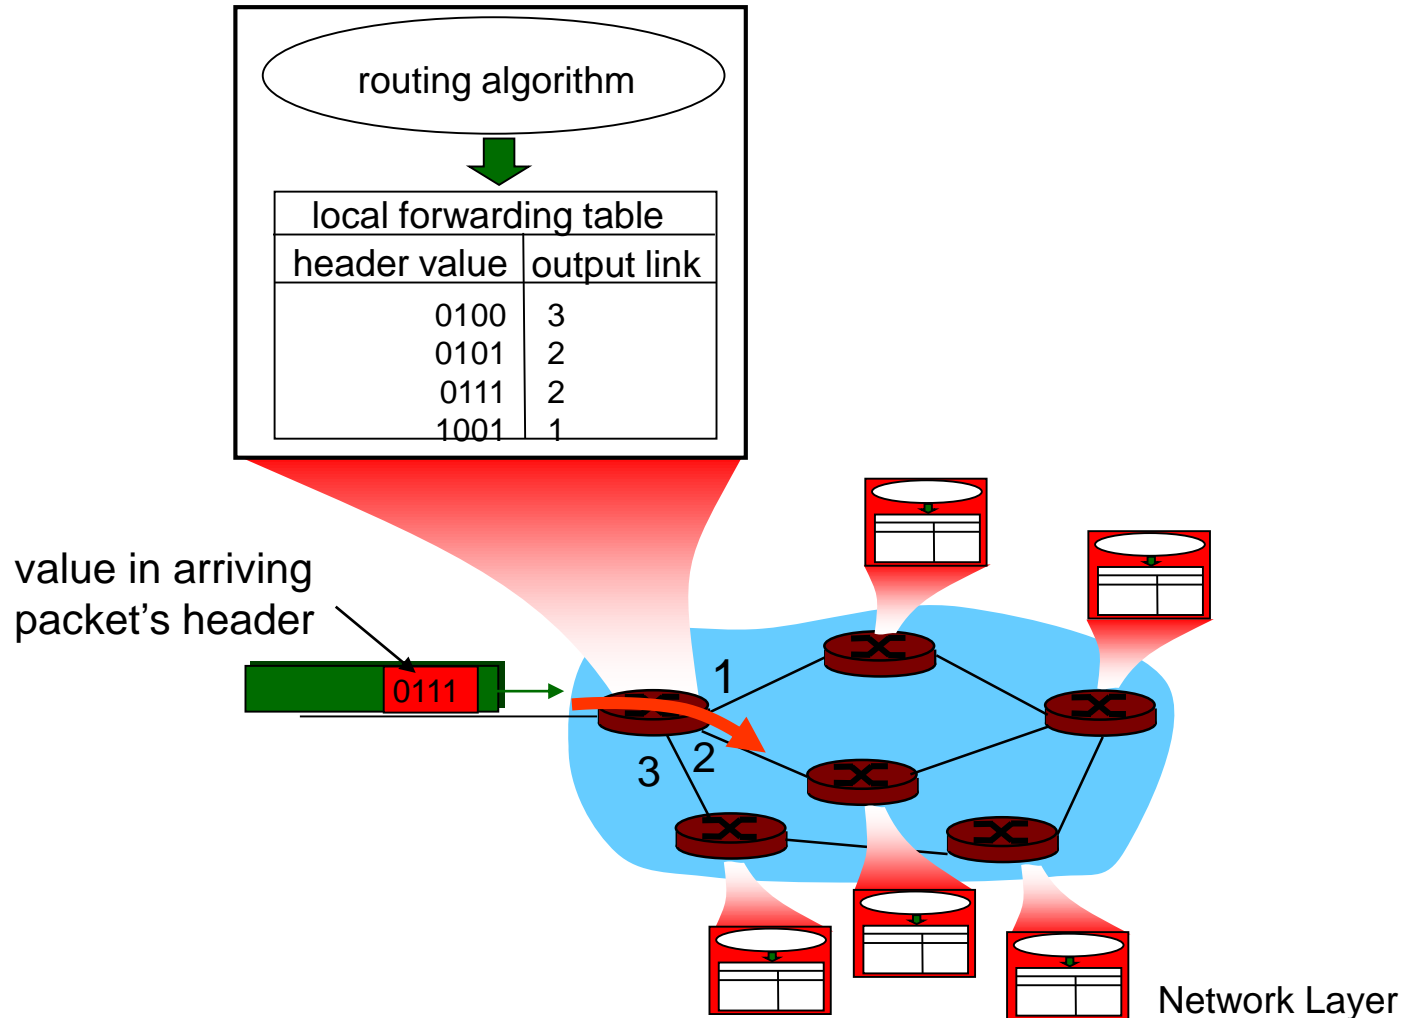 routing algorithm
local forwarding table
header value output link
0100 3
0101 2
0111 2
1001 1
value in arriving
packet’s header
0111
1
2
3
Network Layer